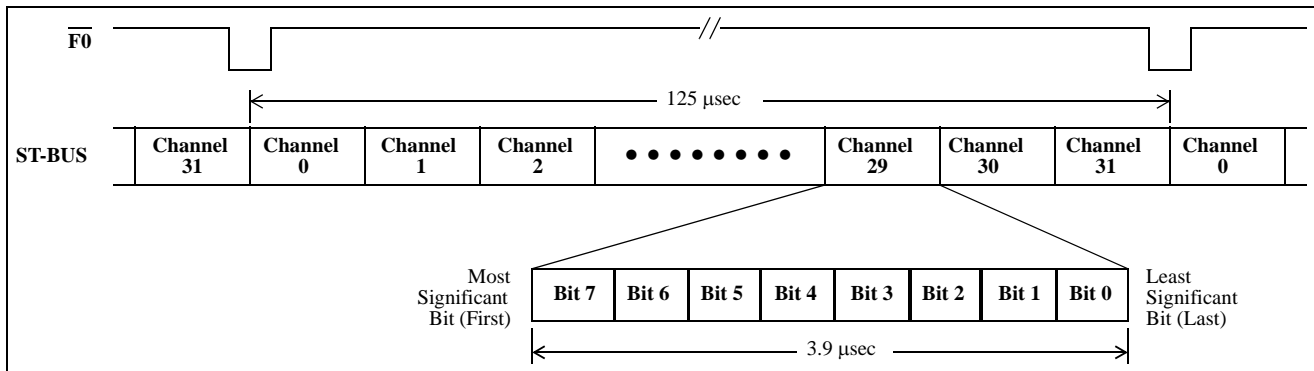 F0
//
125 µsec
ST-BUS
Channel 31
Channel 0
Channel 1
Channel 2
● ● ● ● ● ● ● ●
Channel 29
Channel 30
Channel 31
Channel 0
Most
Significant
Bit (First)
Bit 7 Bit 6 Bit 5 Bit 4 Bit 3 Bit 2 Bit 1 Bit 0
Least
Significant
Bit (Last)
3.9 µsec